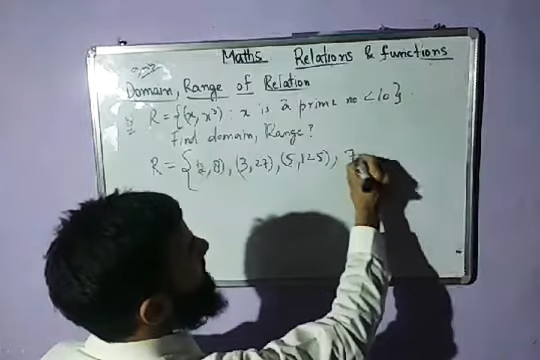 Maths Relations & functions
Domain, Range of Relation
R = {(x, x³) : x is a prime no < 10}.
Find domain, Range?
R = {(2,8), (3,27), (5,125), 7